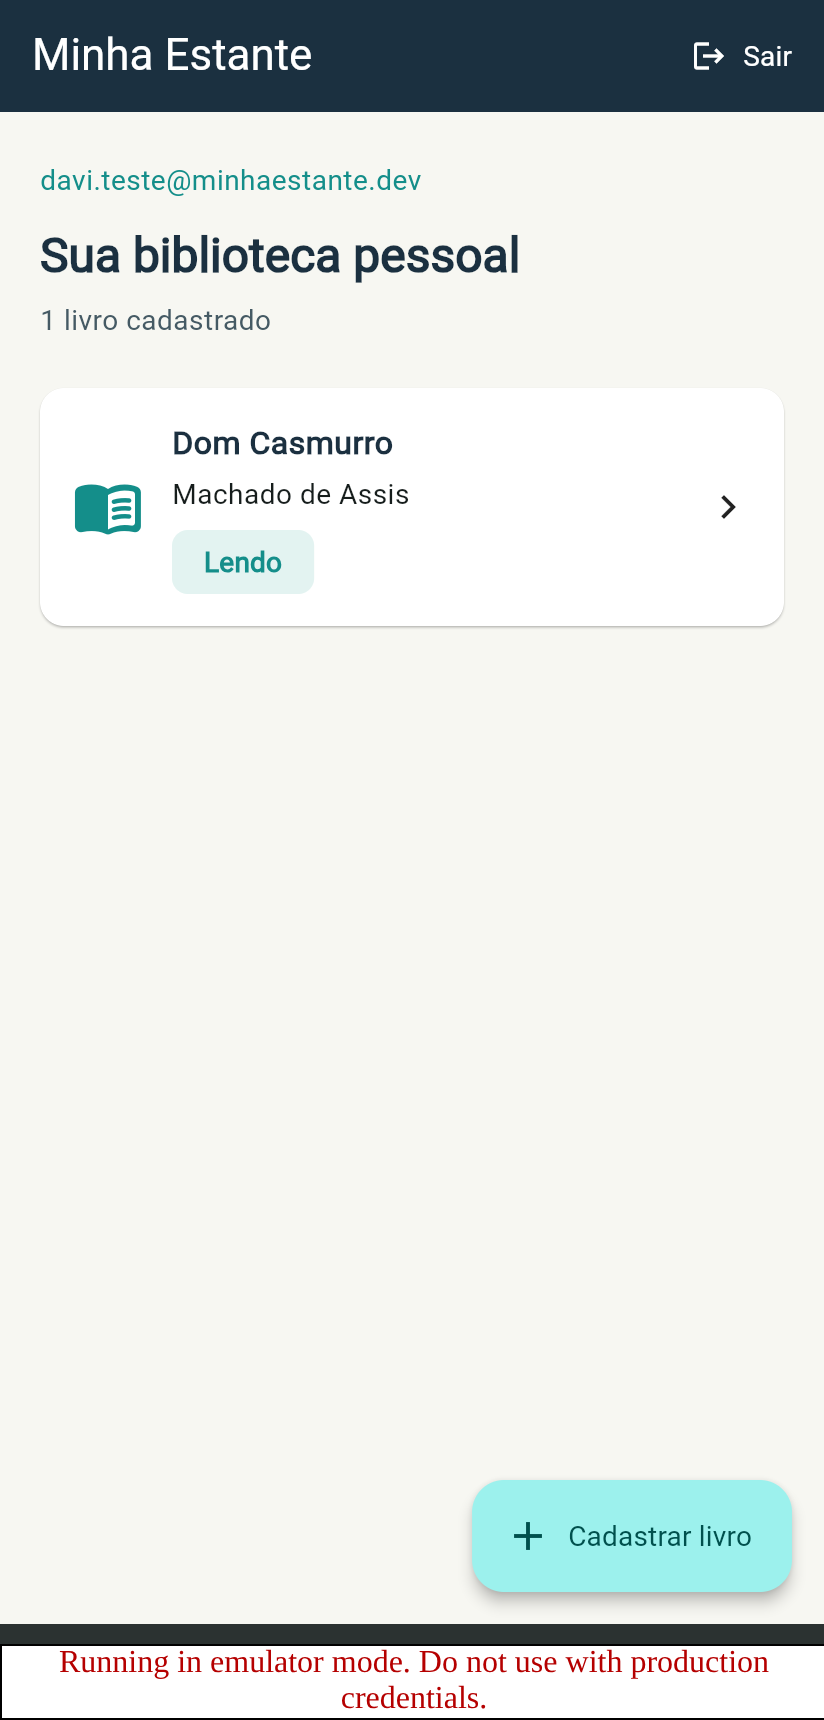 Minha Estante
Sair
davi.teste@minhaestante.dev
Sua biblioteca pessoal
1 livro cadastrado
Dom Casmurro
Machado de Assis
Lendo
Cadastrar livro
Running in emulator mode. Do not use with production
credentials.